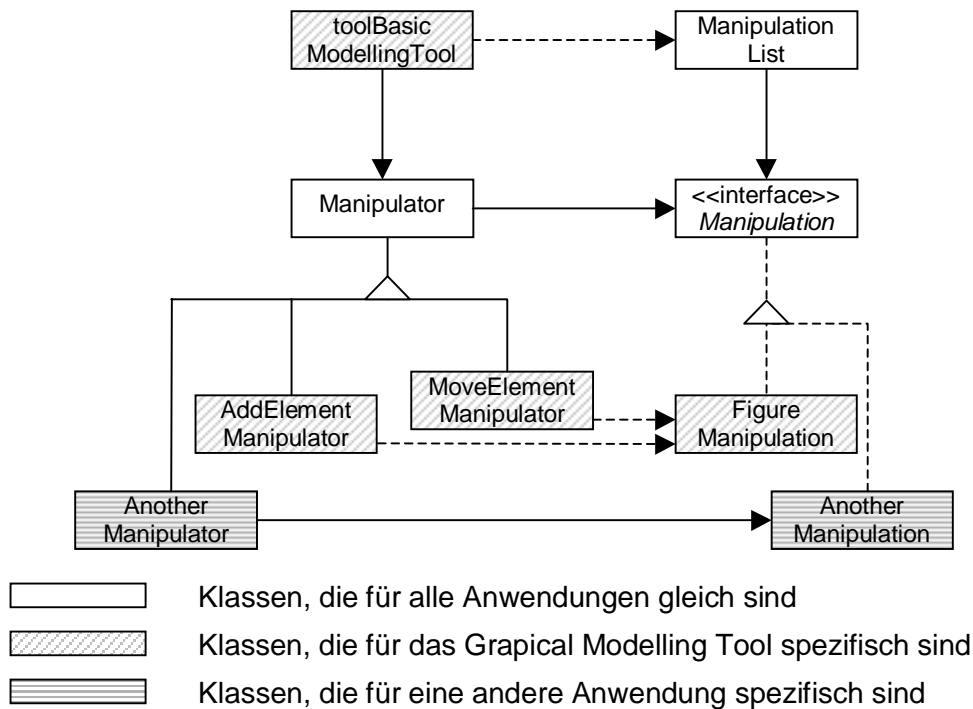 toolBasic
ModellingTool
Manipulation
List
Manipulator
<<interface>>
Manipulation
MoveElement
Manipulator
AddElement
Manipulator
Figure
Manipulation
Another
Manipulator
Another
Manipulation
Klassen, die für alle Anwendungen gleich sind
Klassen, die für das Grapical Modelling Tool spezifisch sind
Klassen, die für eine andere Anwendung spezifisch sind